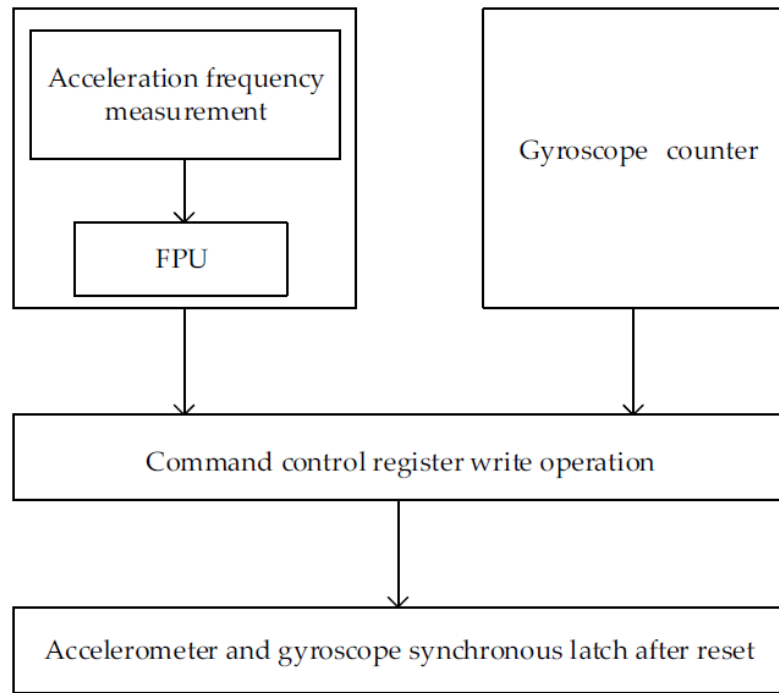 Acceleration frequency
measurement
FPU
Gyroscope counter
Command control register write operation
Accelerometer and gyroscope synchronous latch after reset